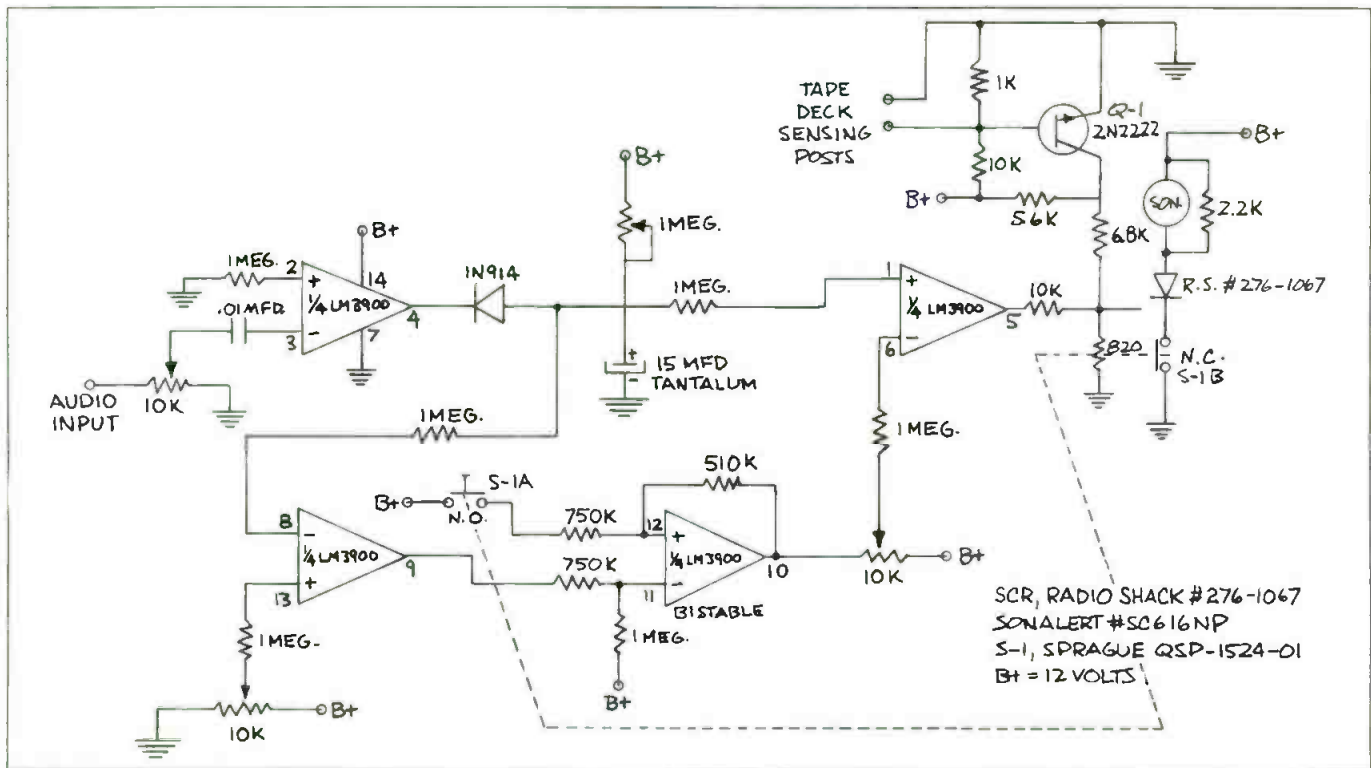 TAPE
DECK
SENSING
POSTS
1K
Q-1
2N2222
B+
10K
B+
56K
SON
2.2K
6.8K
R.S. #276-1067
B+
1MEG.
B+
1MEG.
2
+
14
1/4 LM3900
.01MFD
3
-
7
4
1N914
1MEG.
1
+
1/4
LM3900
5
6
-
10K
820
N.C.
S-1B
+
-
15 MFD
TANTALUM
AUDIO
INPUT
10K
1MEG.
1MEG.
S-1A
B+
N.O.
510K
750K
12
+
1/4 LM3900
10
-
11
BISTABLE
750K
8
-
1/4 LM3900
9
+
13
10K
B+
1MEG.
1MEG.
B+
B+
10K
SCR, RADIO SHACK #276-1067
SONALERT #SC616NP
S-1, SPRAGUE QSP-1524-01
B+ = 12 VOLTS